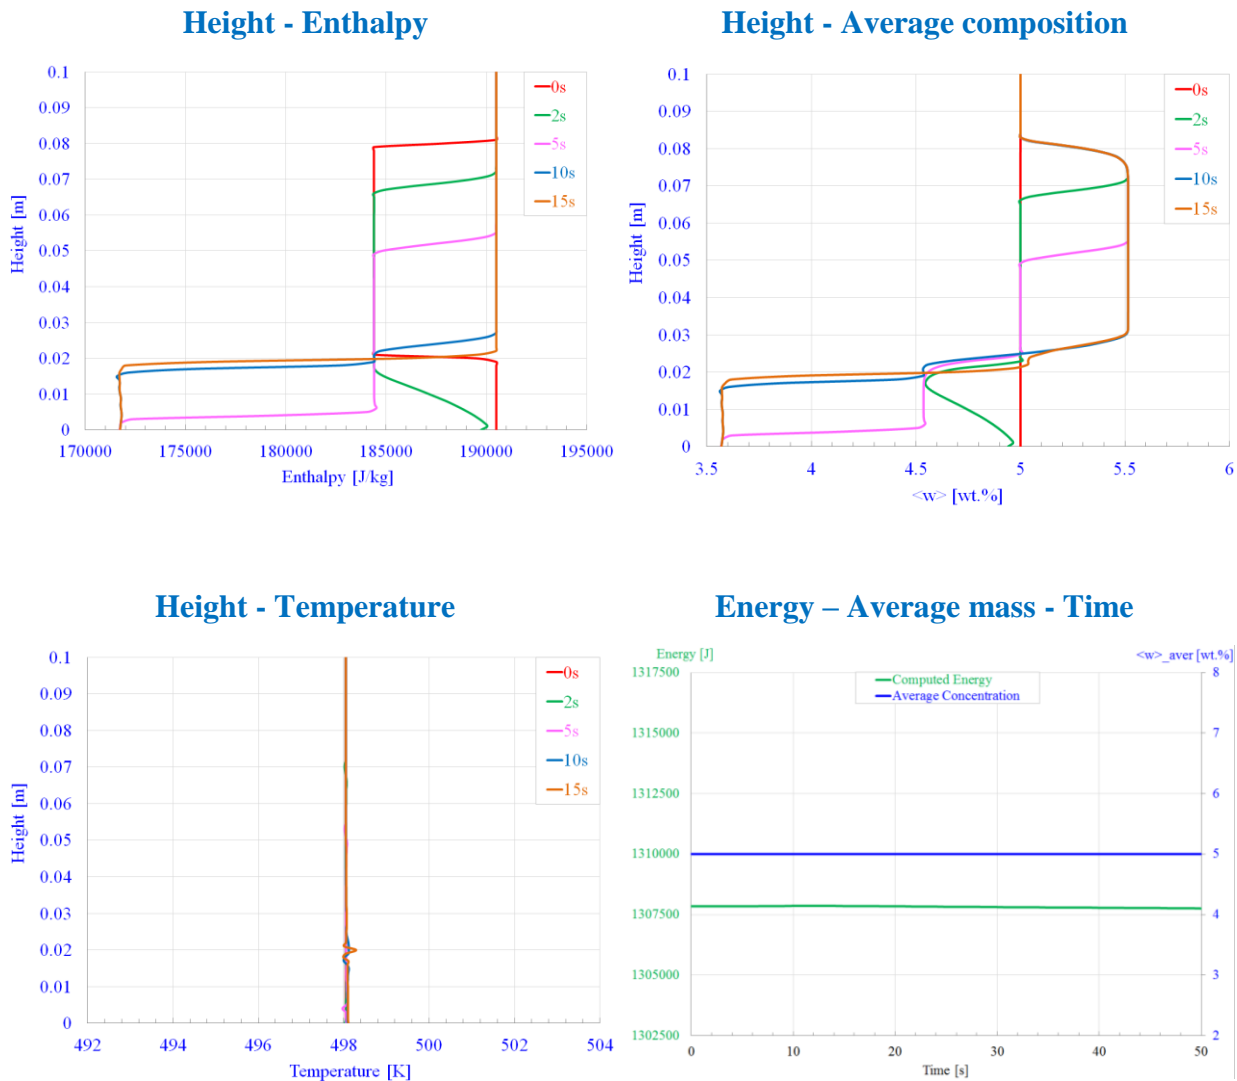 Height - Enthalpy
0.1
0.09
0.08
0.07
0.06
0.05
0.04
0.03
0.02
0.01
0
Height [m]
170000 175000 180000 185000 190000 195000
Enthalpy [J/kg]
0s
2s
5s
10s
15s
Height - Average composition
0.1
0.09
0.08
0.07
0.06
0.05
0.04
0.03
0.02
0.01
0
Height [m]
3.5 4 4.5 5 5.5 6
<w> [wt.%]
0s
2s
5s
10s
15s
Height - Temperature
0.1
0.09
0.08
0.07
0.06
0.05
0.04
0.03
0.02
0.01
0
Height [m]
492 494 496 498 500 502 504
Temperature [K]
0s
2s
5s
10s
15s
Energy – Average mass - Time
Energy [J]
<w>_aver [wt.%]
1317500
1315000
1312500
1310000
1307500
1305000
1302500
Computed Energy
Average Concentration
8
7
6
5
4
3
2
0 10 20 30 40 50
Time [s]